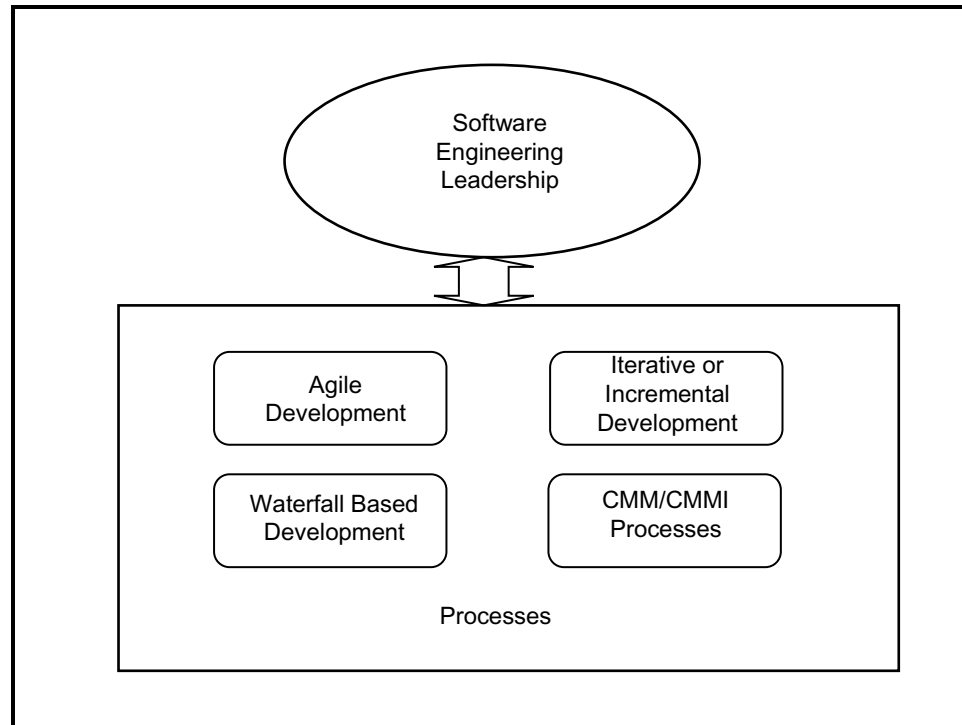 Software
Engineering
Leadership
Agile
Development
Iterative or
Incremental
Development
Waterfall Based
Development
CMM/CMMI
Processes
Processes